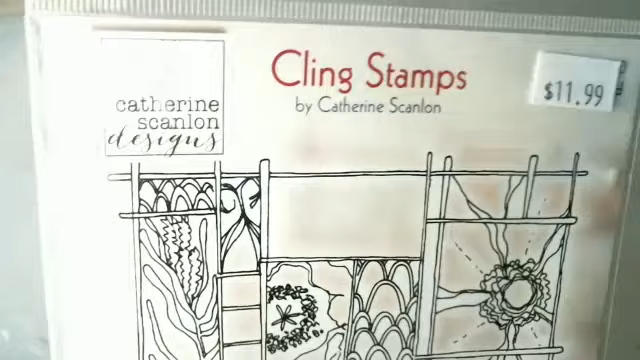 Cling Stamps
by Catherine Scanlon
catherine
scanlon
designs
$11.99